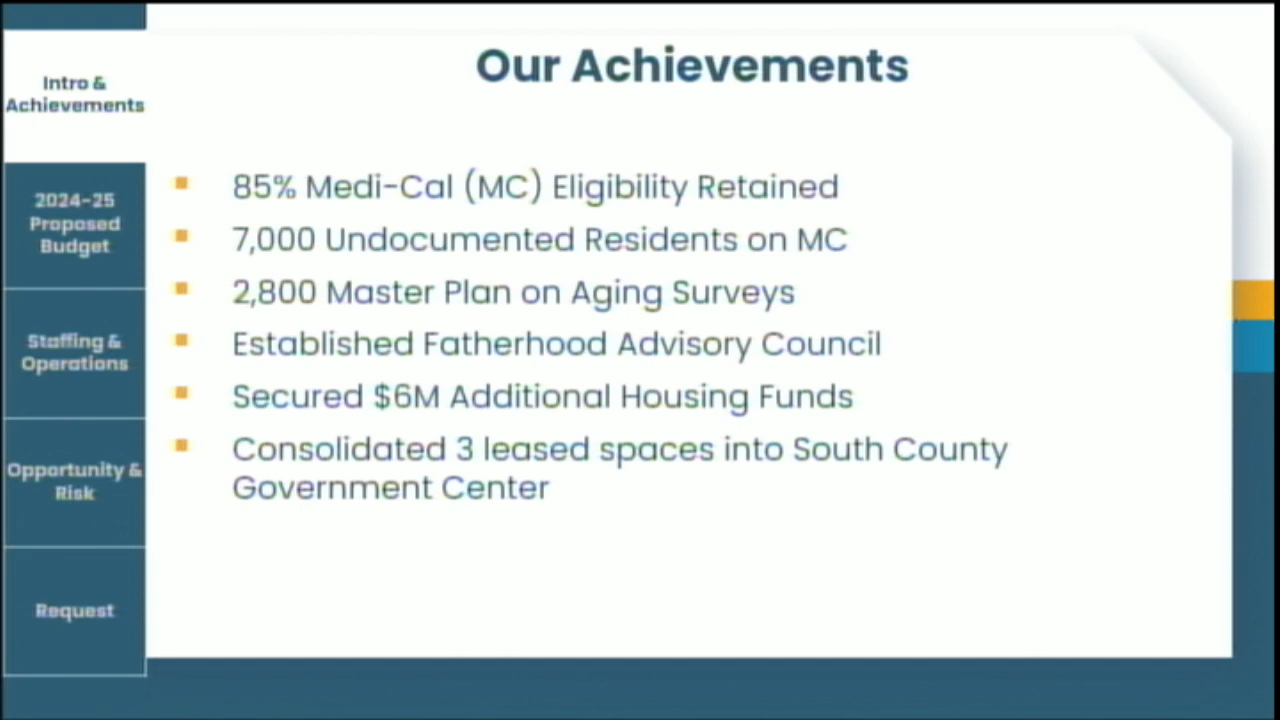 Our Achievements
Intro &
Achievements
2024-25
Proposed
Budget
Staffing &
Operations
Opportunity &
Risk
Request
85% Medi-Cal (MC) Eligibility Retained
7,000 Undocumented Residents on MC
2,800 Master Plan on Aging Surveys
Established Fatherhood Advisory Council
Secured $6M Additional Housing Funds
Consolidated 3 leased spaces into South County
Government Center